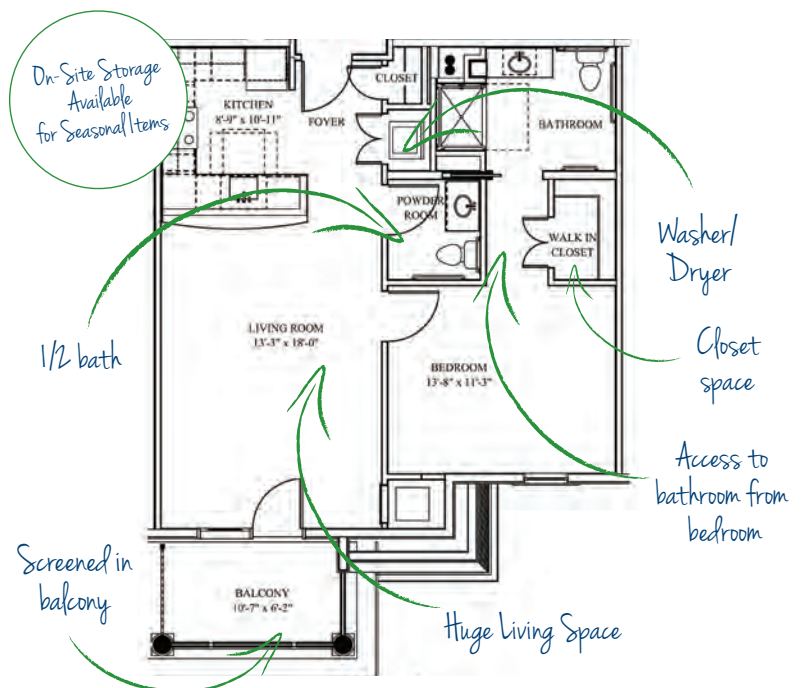 On-Site Storage
Available
for Seasonal Items
KITCHEN
8'-9" x 10'-11"
FOYER
CLOSET
BATHROOM
POWDER
ROOM
WALK IN
CLOSET
Washer/
Dryer
1/2 bath
LIVING ROOM
13'-3" x 18'-0"
BEDROOM
13'-8" x 11'-3"
Closet
space
Access to
bathroom from
bedroom
Screened in
balcony
BALCONY
10'-7" x 6'-2"
Huge Living Space